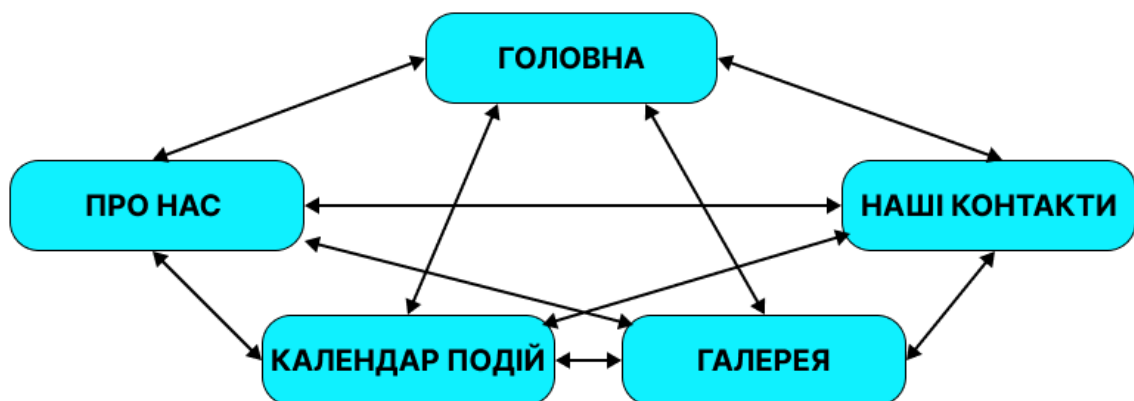 ГОЛОВНА
ПРО НАС
НАШІ КОНТАКТИ
КАЛЕНДАР ПОДІЙ
ГАЛЕРЕЯ